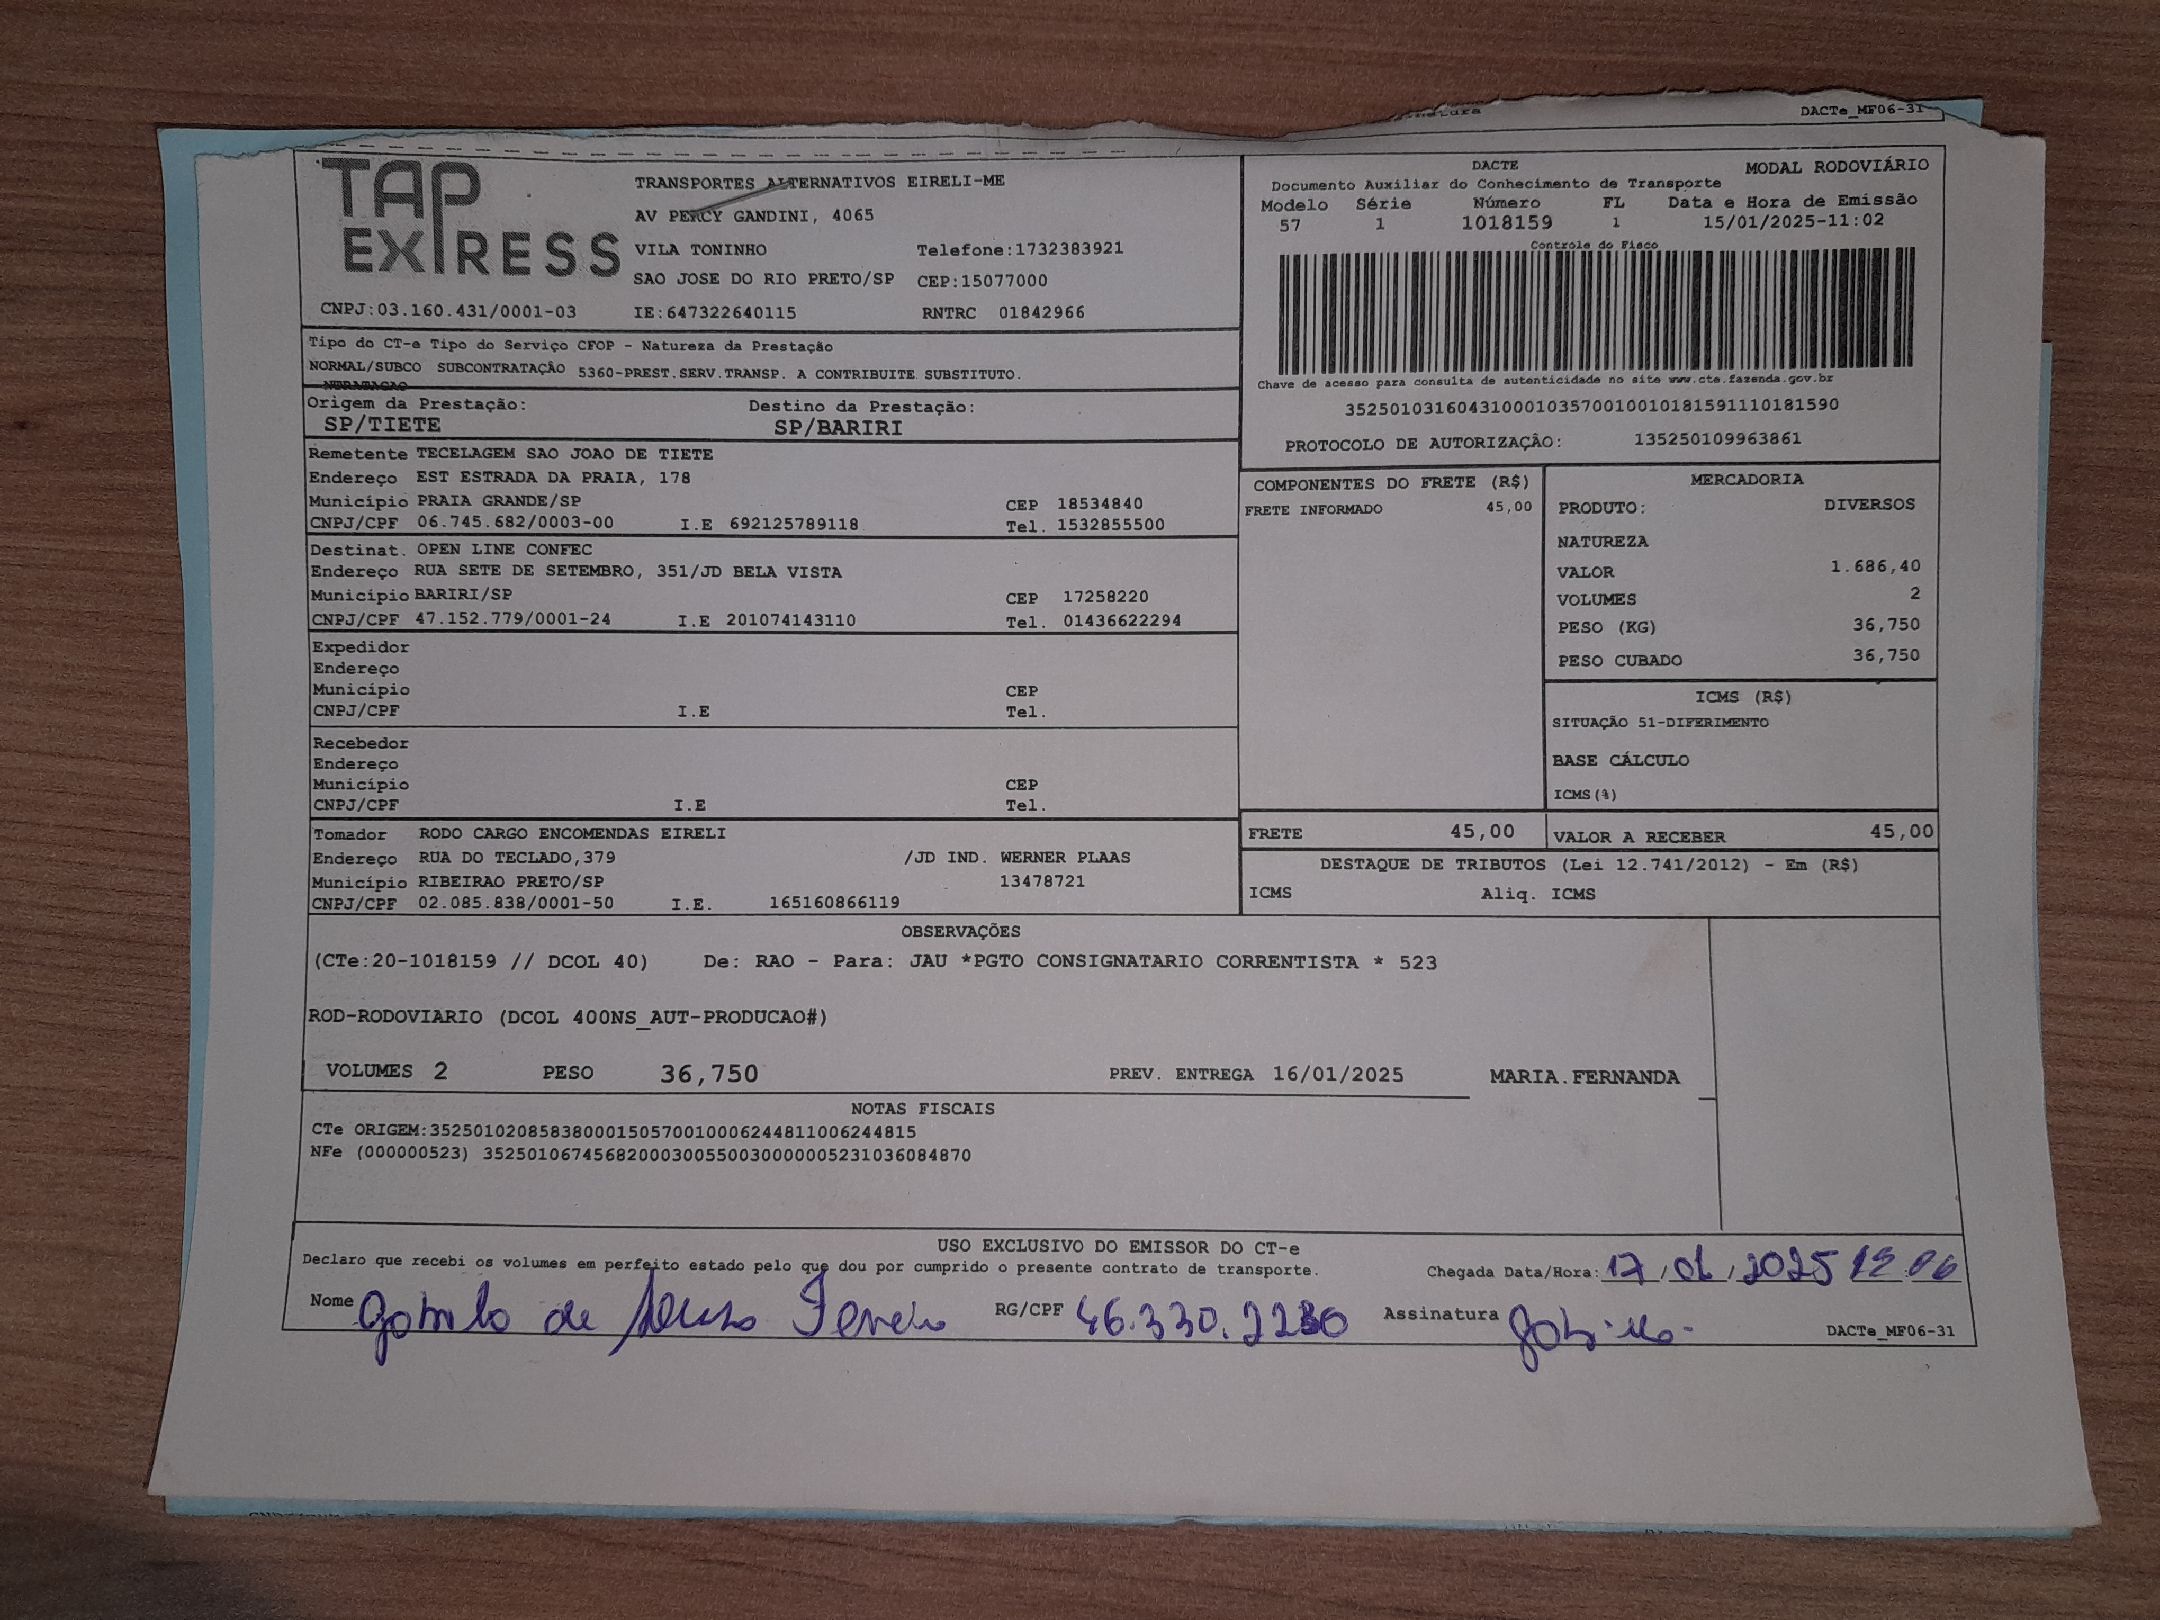 DACTe_MF06-31
TAP EXPRESS
TRANSPORTES ALTERNATIVOS EIRELI-ME
AV PERCY GANDINI, 4065
VILA TONINHO Telefone:1732383921
SAO JOSE DO RIO PRETO/SP CEP:15077000
CNPJ:03.160.431/0001-03 IE:647322640115 RNTRC 01842966
DACTE MODAL RODOVIÁRIO
Documento Auxiliar do Conhecimento de Transporte
Modelo Série Número FL Data e Hora de Emissão
57 1 1018159 1 15/01/2025-11:02
Controle do Fisco
Chave de acesso para consulta de autenticidade no site www.cte.fazenda.gov.br
35250103160431000103570010010181591110181590
PROTOCOLO DE AUTORIZAÇÃO: 135250109963861
Tipo do CT-e Tipo do Serviço CFOP - Natureza da Prestação
NORMAL/SUBCO SUBCONTRATAÇÃO 5360-PREST.SERV.TRANSP. A CONTRIBUITE SUBSTITUTO.
NTRATACAO
Origem da Prestação: Destino da Prestação:
SP/TIETE SP/BARIRI
Remetente TECELAGEM SAO JOAO DE TIETE
Endereço EST ESTRADA DA PRAIA, 178
Município PRAIA GRANDE/SP CEP 18534840
CNPJ/CPF 06.745.682/0003-00 I.E 692125789118 Tel. 1532855500
Destinat. OPEN LINE CONFEC
Endereço RUA SETE DE SETEMBRO, 351/JD BELA VISTA
Município BARIRI/SP CEP 17258220
CNPJ/CPF 47.152.779/0001-24 I.E 201074143110 Tel. 01436622294
Expedidor
Endereço
Município CEP
CNPJ/CPF I.E Tel.
Recebedor
Endereço
Município CEP
CNPJ/CPF I.E Tel.
Tomador RODO CARGO ENCOMENDAS EIRELI
Endereço RUA DO TECLADO,379 /JD IND. WERNER PLAAS
Município RIBEIRAO PRETO/SP 13478721
CNPJ/CPF 02.085.838/0001-50 I.E. 165160866119
COMPONENTES DO FRETE (R$)
FRETE INFORMADO 45,00
MERCADORIA
PRODUTO: DIVERSOS
NATUREZA
VALOR 1.686,40
VOLUMES 2
PESO (KG) 36,750
PESO CUBADO 36,750
ICMS (R$)
SITUAÇÃO 51-DIFERIMENTO
BASE CÁLCULO
ICMS(%)
FRETE 45,00 VALOR A RECEBER 45,00
DESTAQUE DE TRIBUTOS (Lei 12.741/2012) - Em (R$)
ICMS Aliq. ICMS
OBSERVAÇÕES
(CTe:20-1018159 // DCOL 40) De: RAO - Para: JAU *PGTO CONSIGNATARIO CORRENTISTA * 523
ROD-RODOVIARIO (DCOL 400NS_AUT-PRODUCAO#)
VOLUMES 2 PESO 36,750 PREV. ENTREGA 16/01/2025 MARIA.FERNANDA
NOTAS FISCAIS
CTe ORIGEM:35250102085838000150570010006244811006244815
NFe (000000523) 35250106745682000300550030000005231036084870
USO EXCLUSIVO DO EMISSOR DO CT-e
Declaro que recebi os volumes em perfeito estado pelo que dou por cumprido o presente contrato de transporte.
Chegada Data/Hora: 17/01/2025
Nome de Souza RG/CPF Assinatura
DACTe_MF06-31